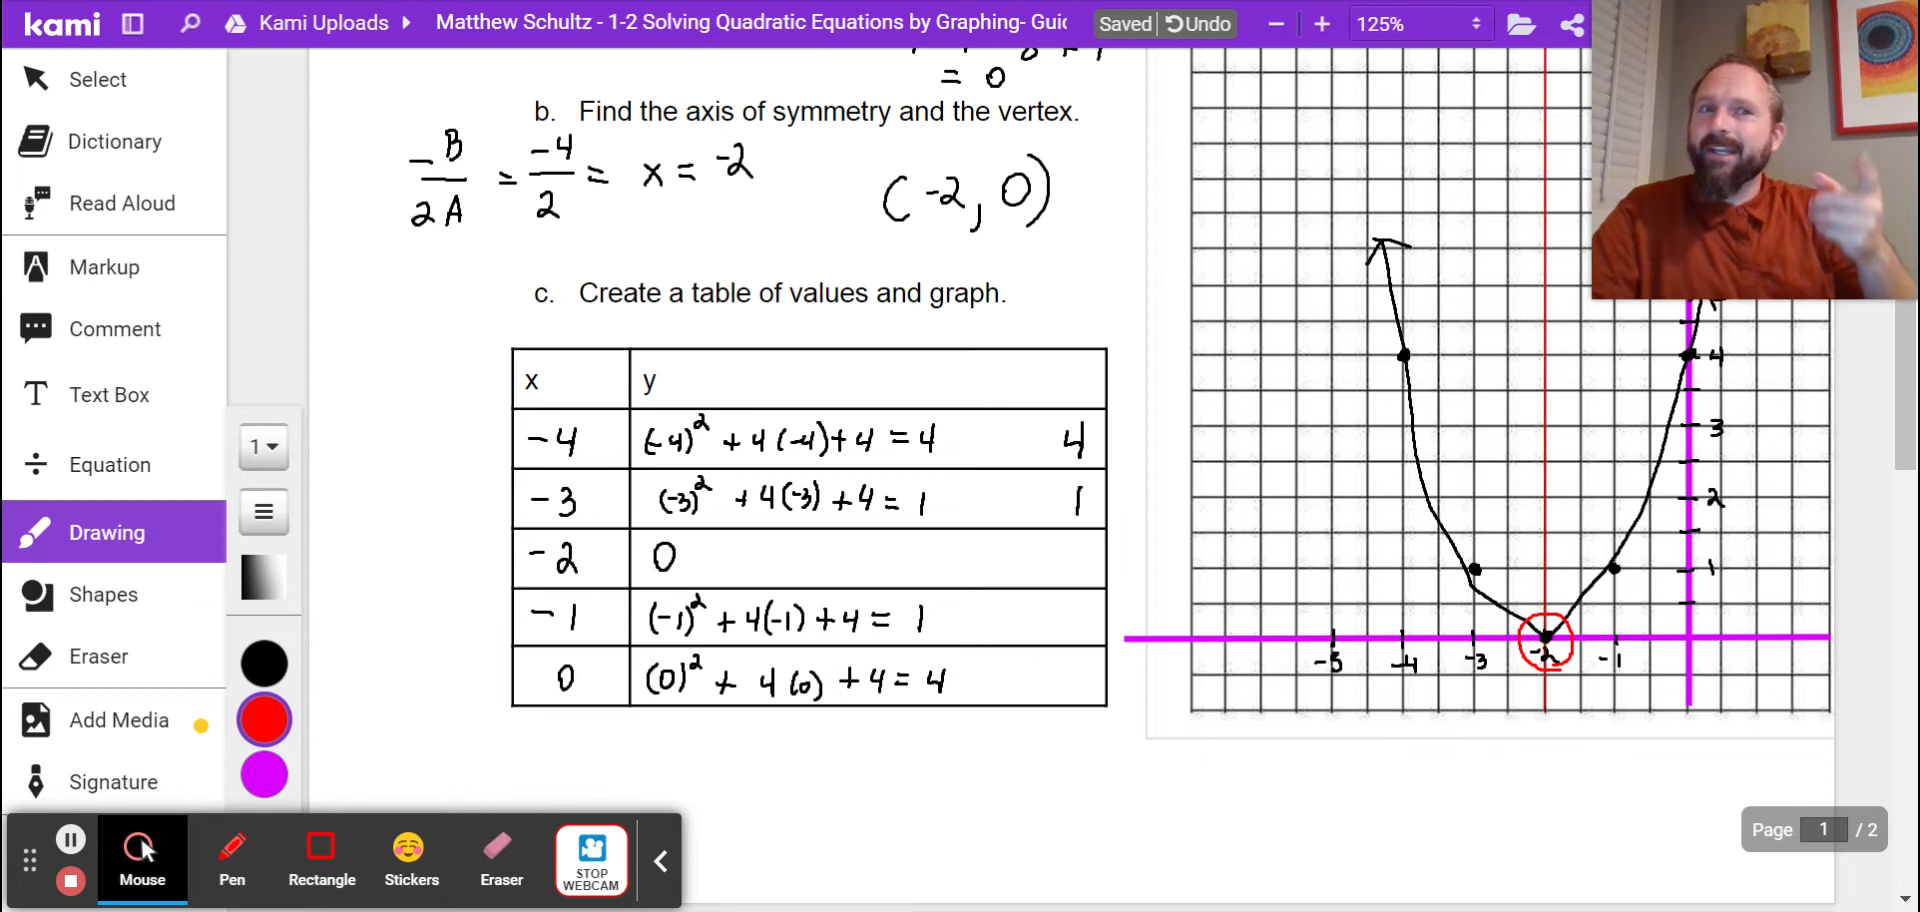 kami Kami Uploads Matthew Schultz - 1-2 Solving Quadratic Equations by Graphing- Guid Saved Undo − + 125%
Select
Dictionary
Read Aloud
Markup
Comment
Text Box
Equation
Drawing
Shapes
Eraser
Add Media
Signature
1
= 0
b. Find the axis of symmetry and the vertex.
-B/2A = -4/2 = x = -2 (-2, 0)
c. Create a table of values and graph.
x y
-4 (-4)² + 4(-4) + 4 = 4 4
-3 (-3)² + 4(-3) + 4 = 1 1
-2 0
-1 (-1)² + 4(-1) + 4 = 1
0 (0)² + 4(0) + 4 = 4
4
3
2
1
-5 -4 -3 -2 -1
Page 1 / 2
Mouse Pen Rectangle Stickers Eraser STOP WEBCAM